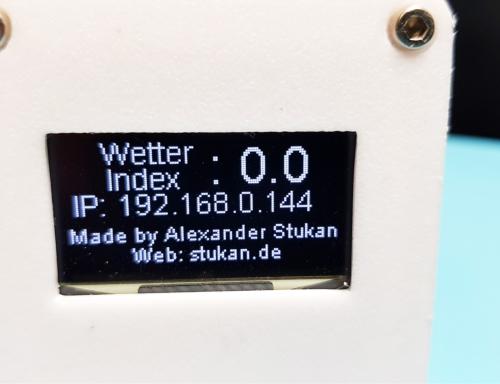 Wetter Index : 0.0
IP: 192.168.0.144
Made by Alexander Stukan
Web: stukan.de